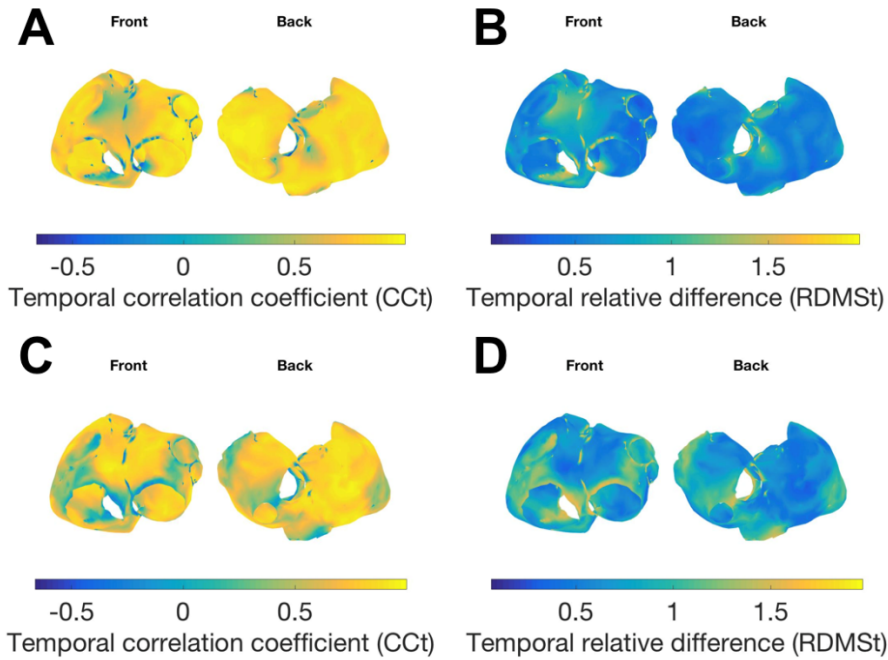 A
Front
Back
B
Front
Back
-0.5 0 0.5
0.5 1 1.5
Temporal correlation coefficient (CCt)
Temporal relative difference (RDMSt)
C
Front
Back
D
Front
Back
-0.5 0 0.5
0.5 1 1.5
Temporal correlation coefficient (CCt)
Temporal relative difference (RDMSt)